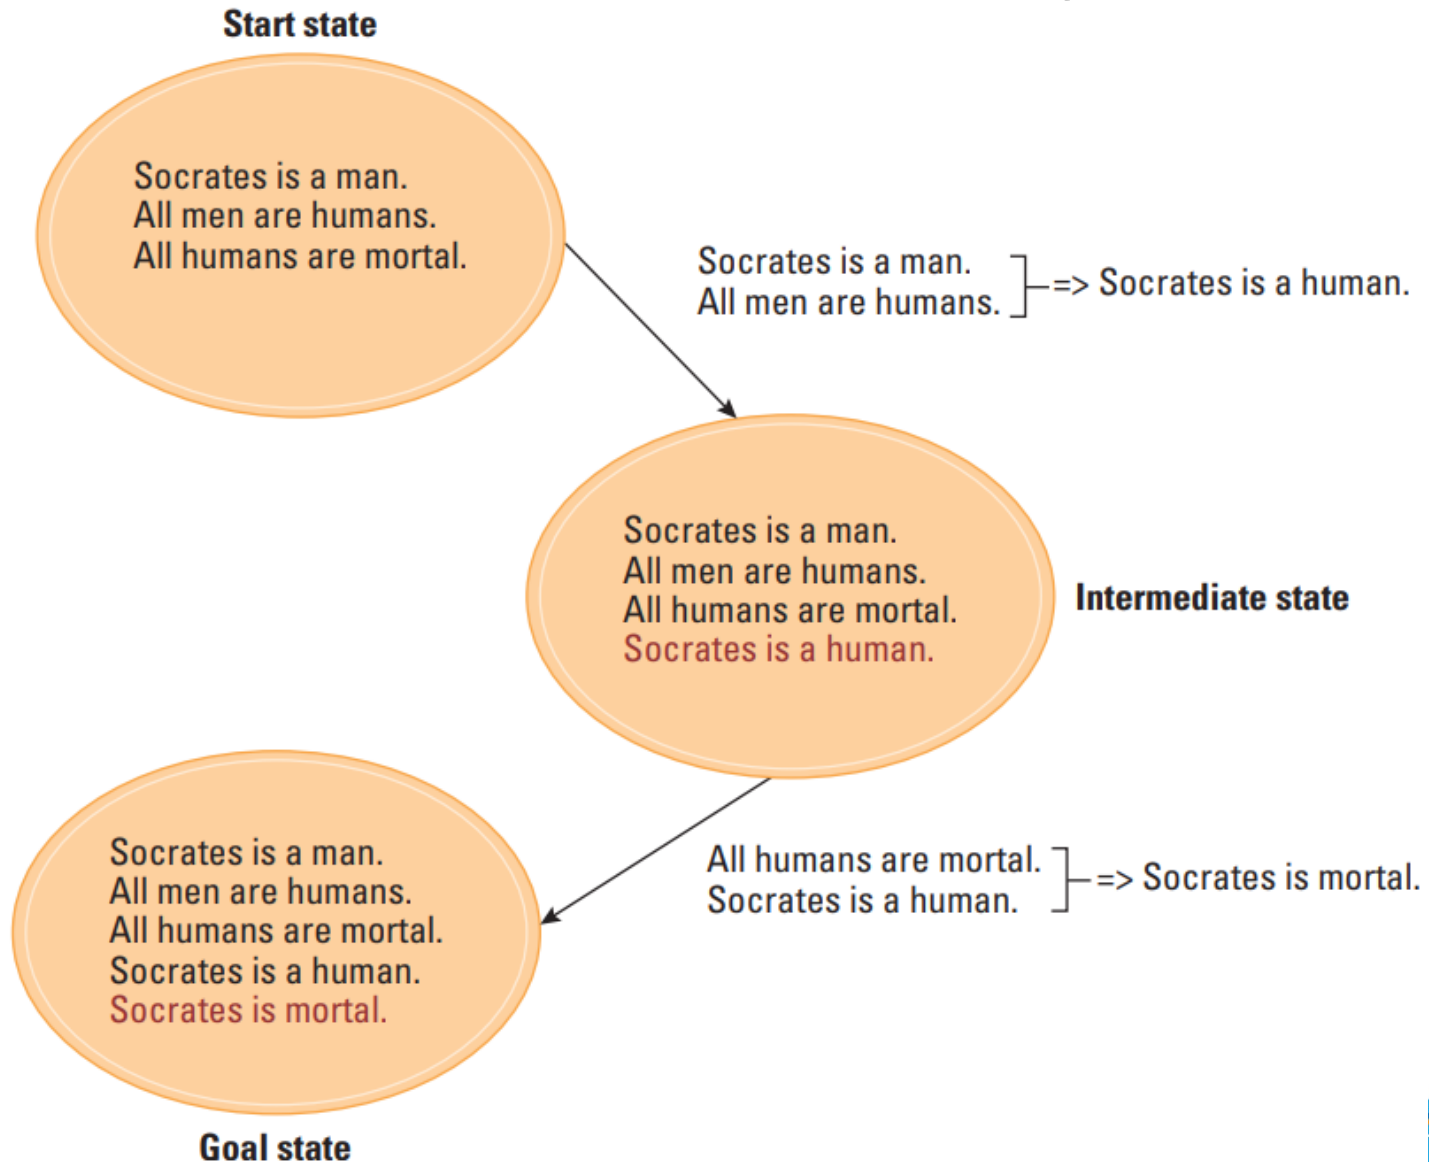 Start state
Socrates is a man.
All men are humans.
All humans are mortal.
Socrates is a man.
All men are humans.
=> Socrates is a human.
Socrates is a man.
All men are humans.
All humans are mortal.
Socrates is a human.
Intermediate state
All humans are mortal.
Socrates is a human.
=> Socrates is mortal.
Socrates is a man.
All men are humans.
All humans are mortal.
Socrates is a human.
Socrates is mortal.
Goal state